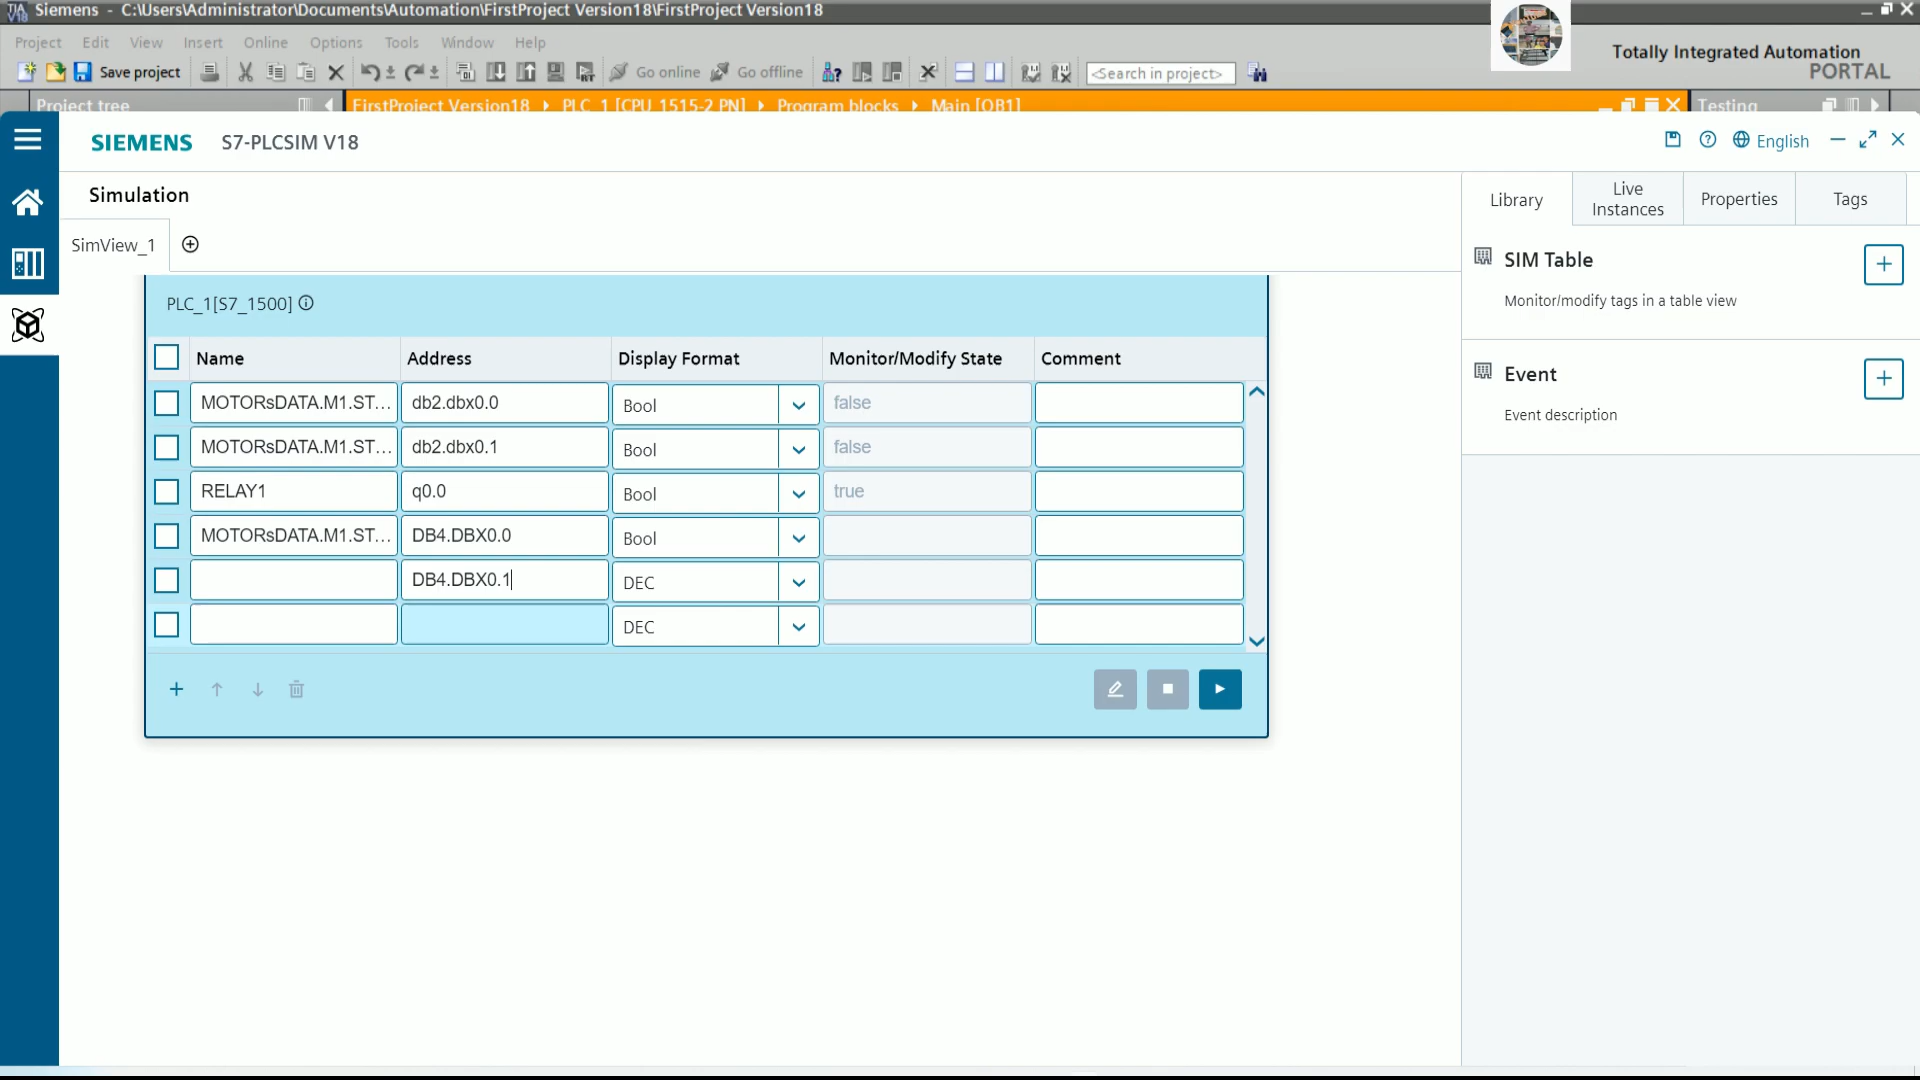 Siemens - C:\Users\Administrator\Documents\Automation\FirstProject Version18\FirstProject Version18
Project Edit View Insert Online Options Tools Window Help
Totally Integrated Automation
PORTAL
Save project Go online Go offline <Search in project>
Project tree FirstProject Version18 PLC_1 [CPU 1515-2 PN] Program blocks Main [OB1] Testing
SIEMENS S7-PLCSIM V18 English
Simulation
SimView_1
Library Live Instances Properties Tags
PLC_1[S7_1500]
Name Address Display Format Monitor/Modify State Comment
MOTORsDATA.M1.ST... db2.dbx0.0 Bool false
MOTORsDATA.M1.ST... db2.dbx0.1 Bool false
RELAY1 q0.0 Bool true
MOTORsDATA.M1.ST... DB4.DBX0.0 Bool
DB4.DBX0.1 DEC
DEC
SIM Table
Monitor/modify tags in a table view
Event
Event description